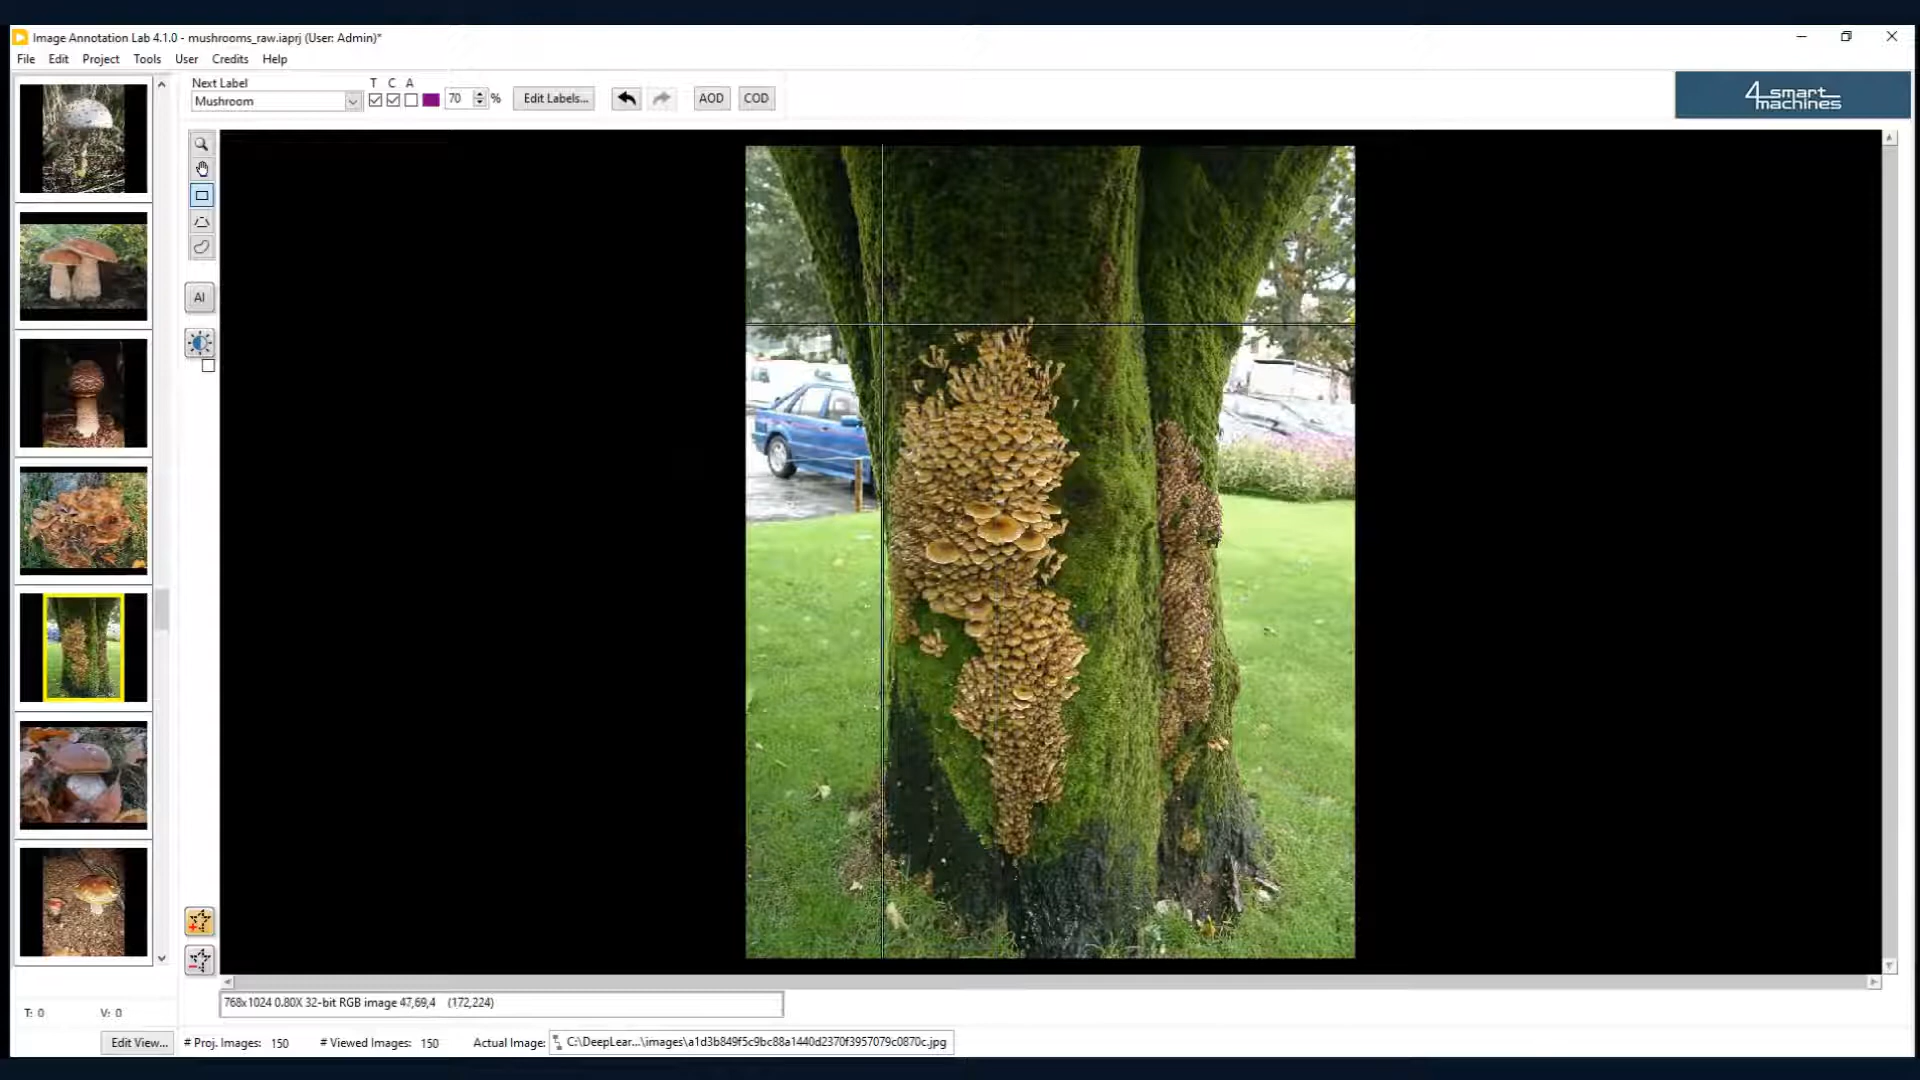 Image Annotation Lab 4.1.0 - mushrooms_raw.iaprj (User: Admin)*
File Edit Project Tools User Credits Help
Next Label T C A
Mushroom 70 % Edit Labels... AOD COD
4smart
machines
AI
768x1024 0.80X 32-bit RGB image 47,69,4 (172,224)
T: 0 V: 0
Edit View... # Proj. Images: 150 # Viewed Images: 150 Actual Image: C:\DeepLear...\images\a1d3b849f5c9bc88a1440d2370f3957079c0870c.jpg